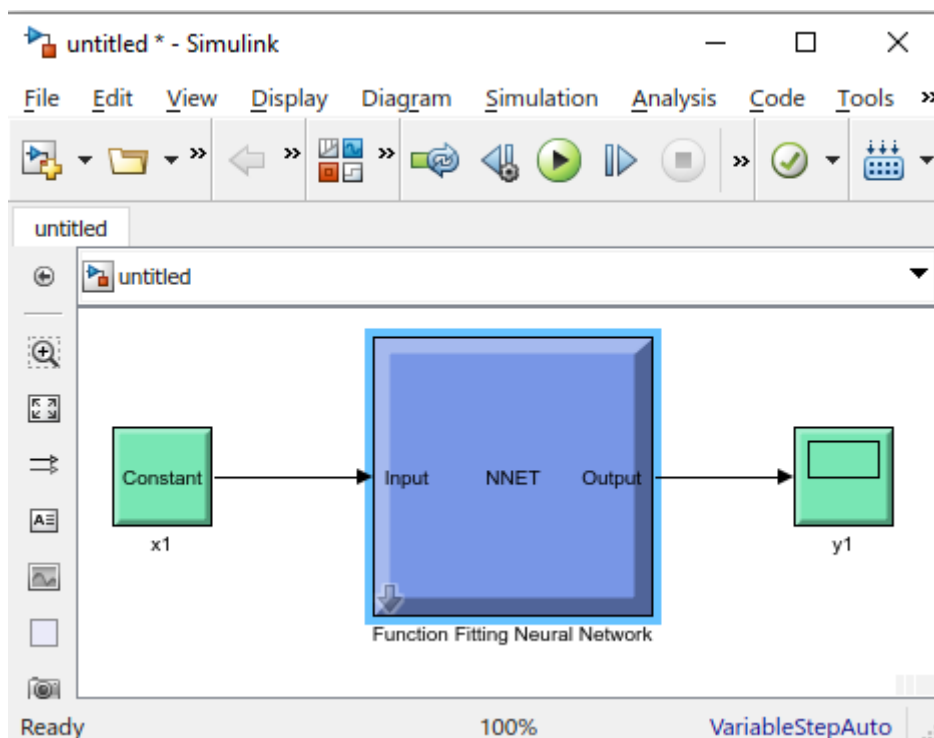 untitled * - Simulink
File Edit View Display Diagram Simulation Analysis Code Tools »
» » » »
untitled
untitled
A
Constant
Input NNET Output
x1
y1
Function Fitting Neural Network
Ready 100% VariableStepAuto